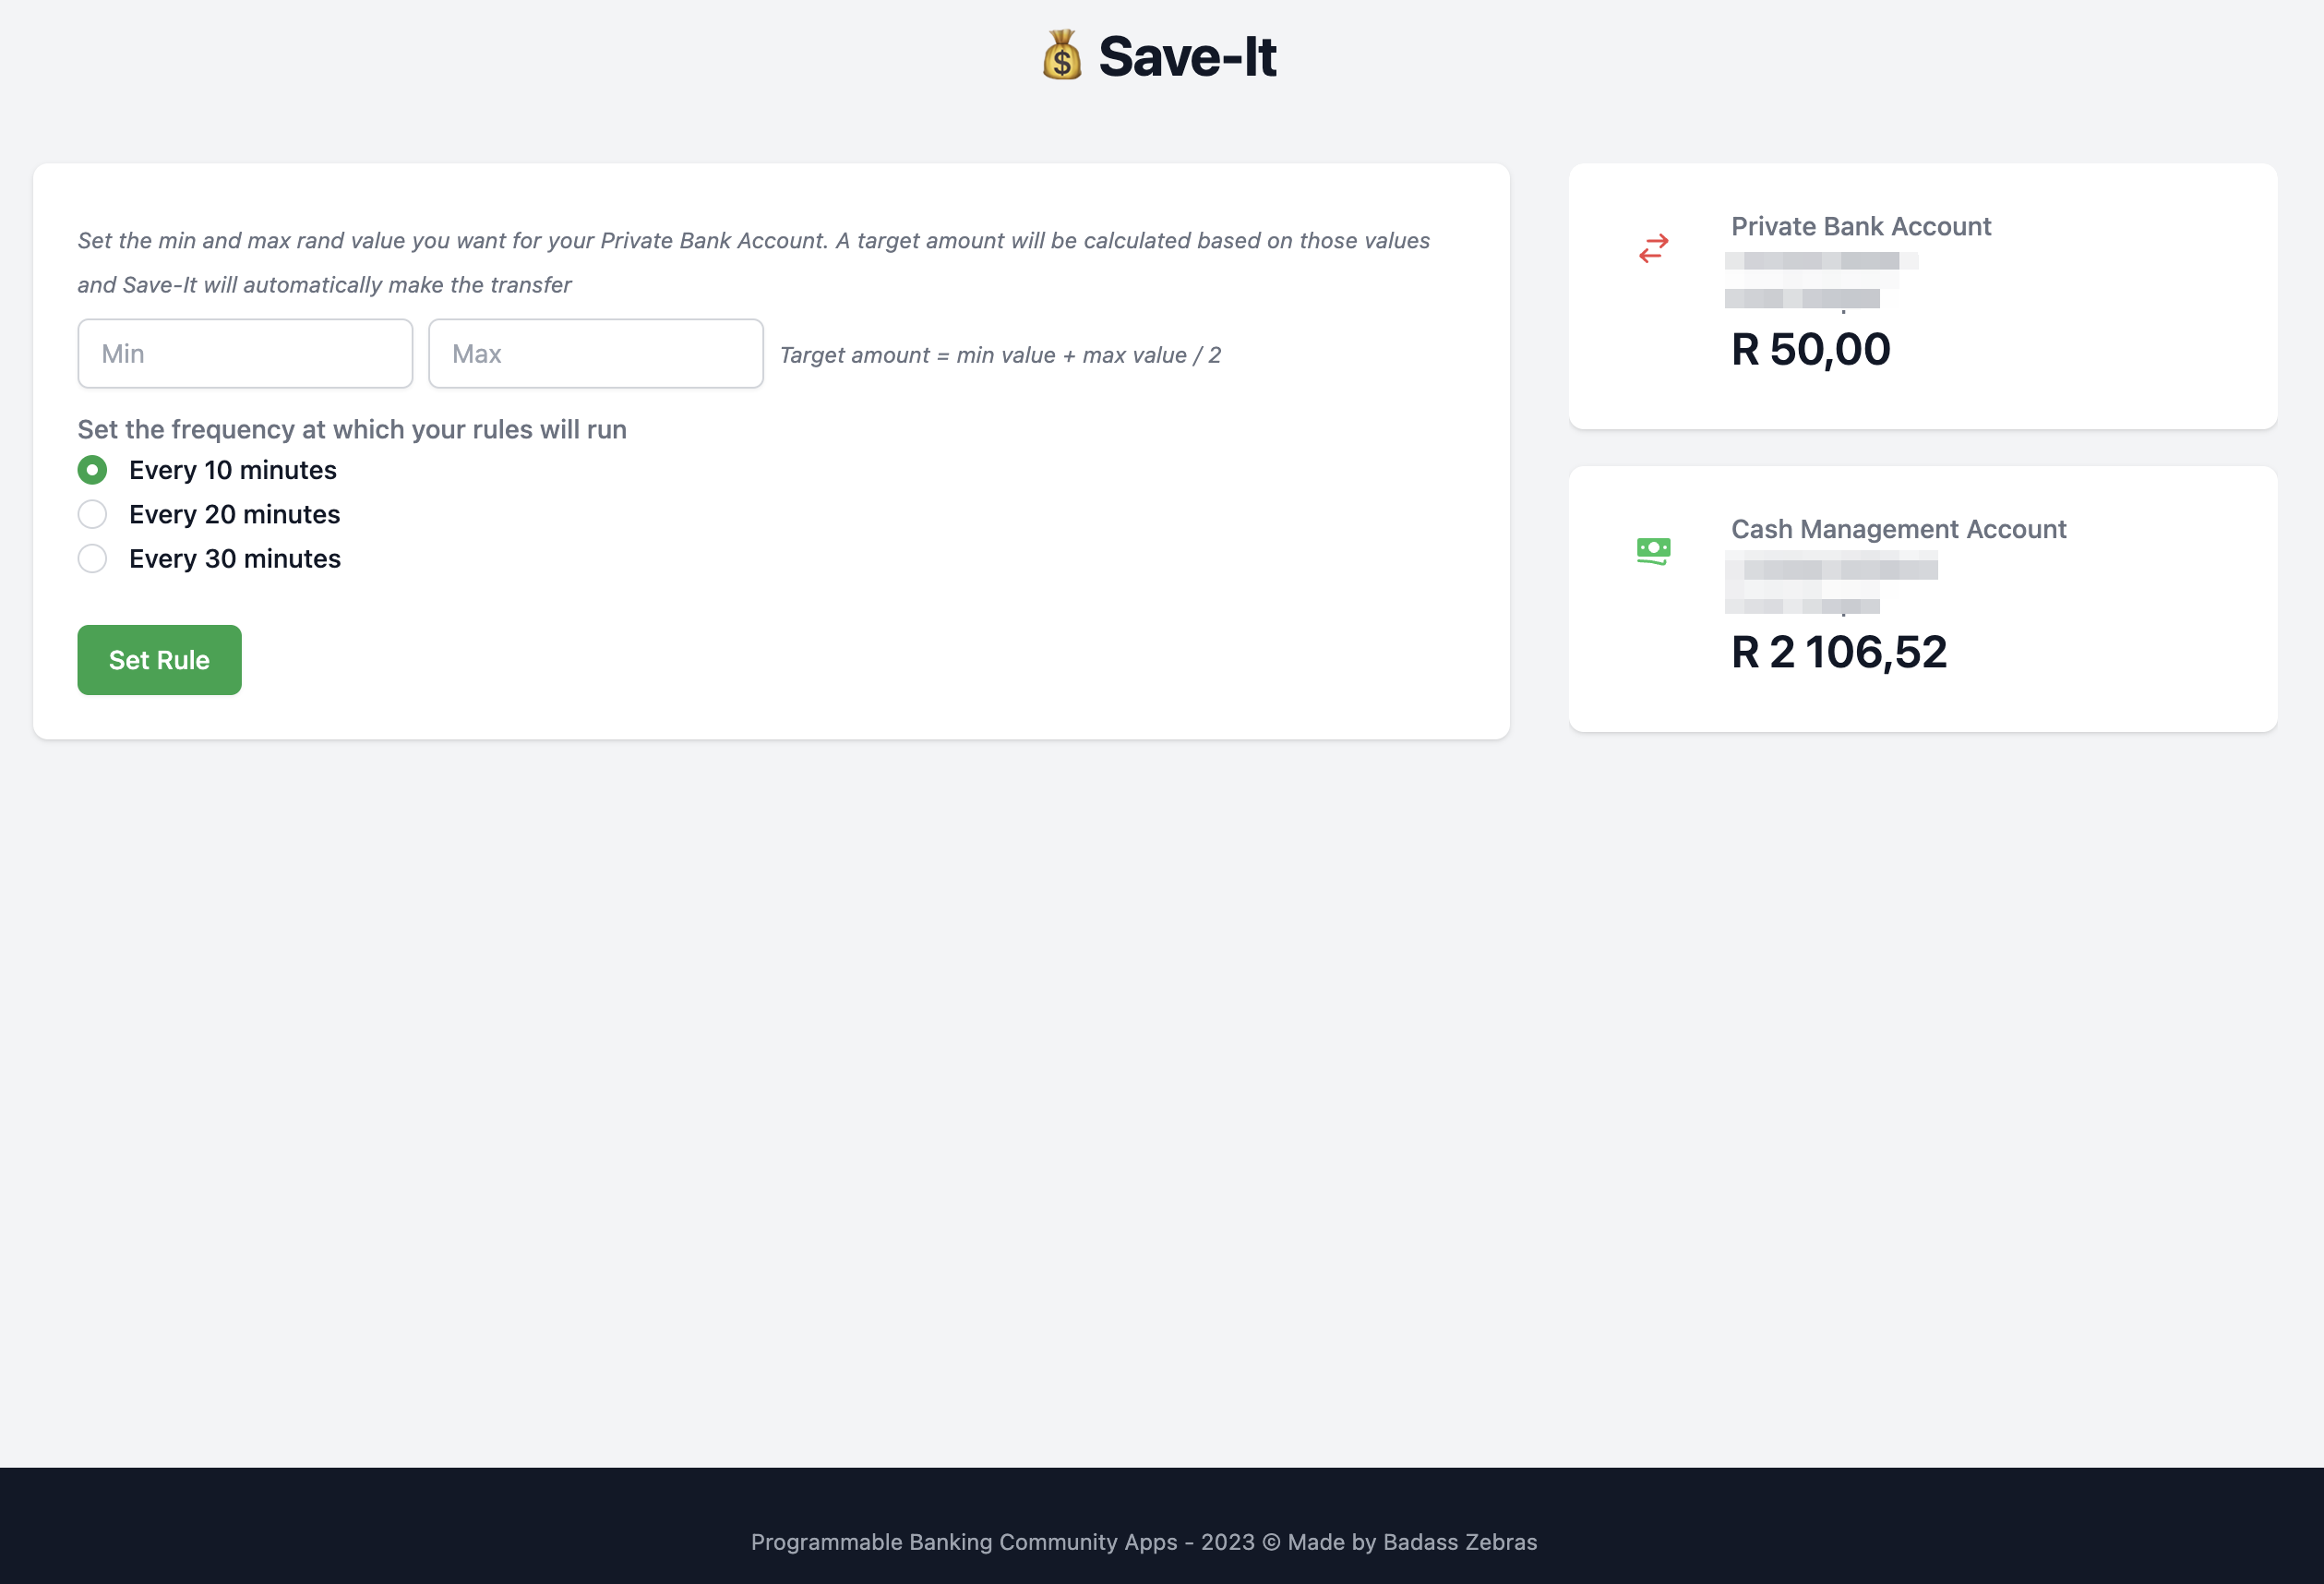 💰 Save-It
Set the min and max rand value you want for your Private Bank Account. A target amount will be calculated based on those values
and Save-It will automatically make the transfer
Min
Max
Target amount = min value + max value / 2
Set the frequency at which your rules will run
Every 10 minutes
Every 20 minutes
Every 30 minutes
Set Rule
Private Bank Account
R 50,00
Cash Management Account
R 2 106,52
Programmable Banking Community Apps - 2023 © Made by Badass Zebras